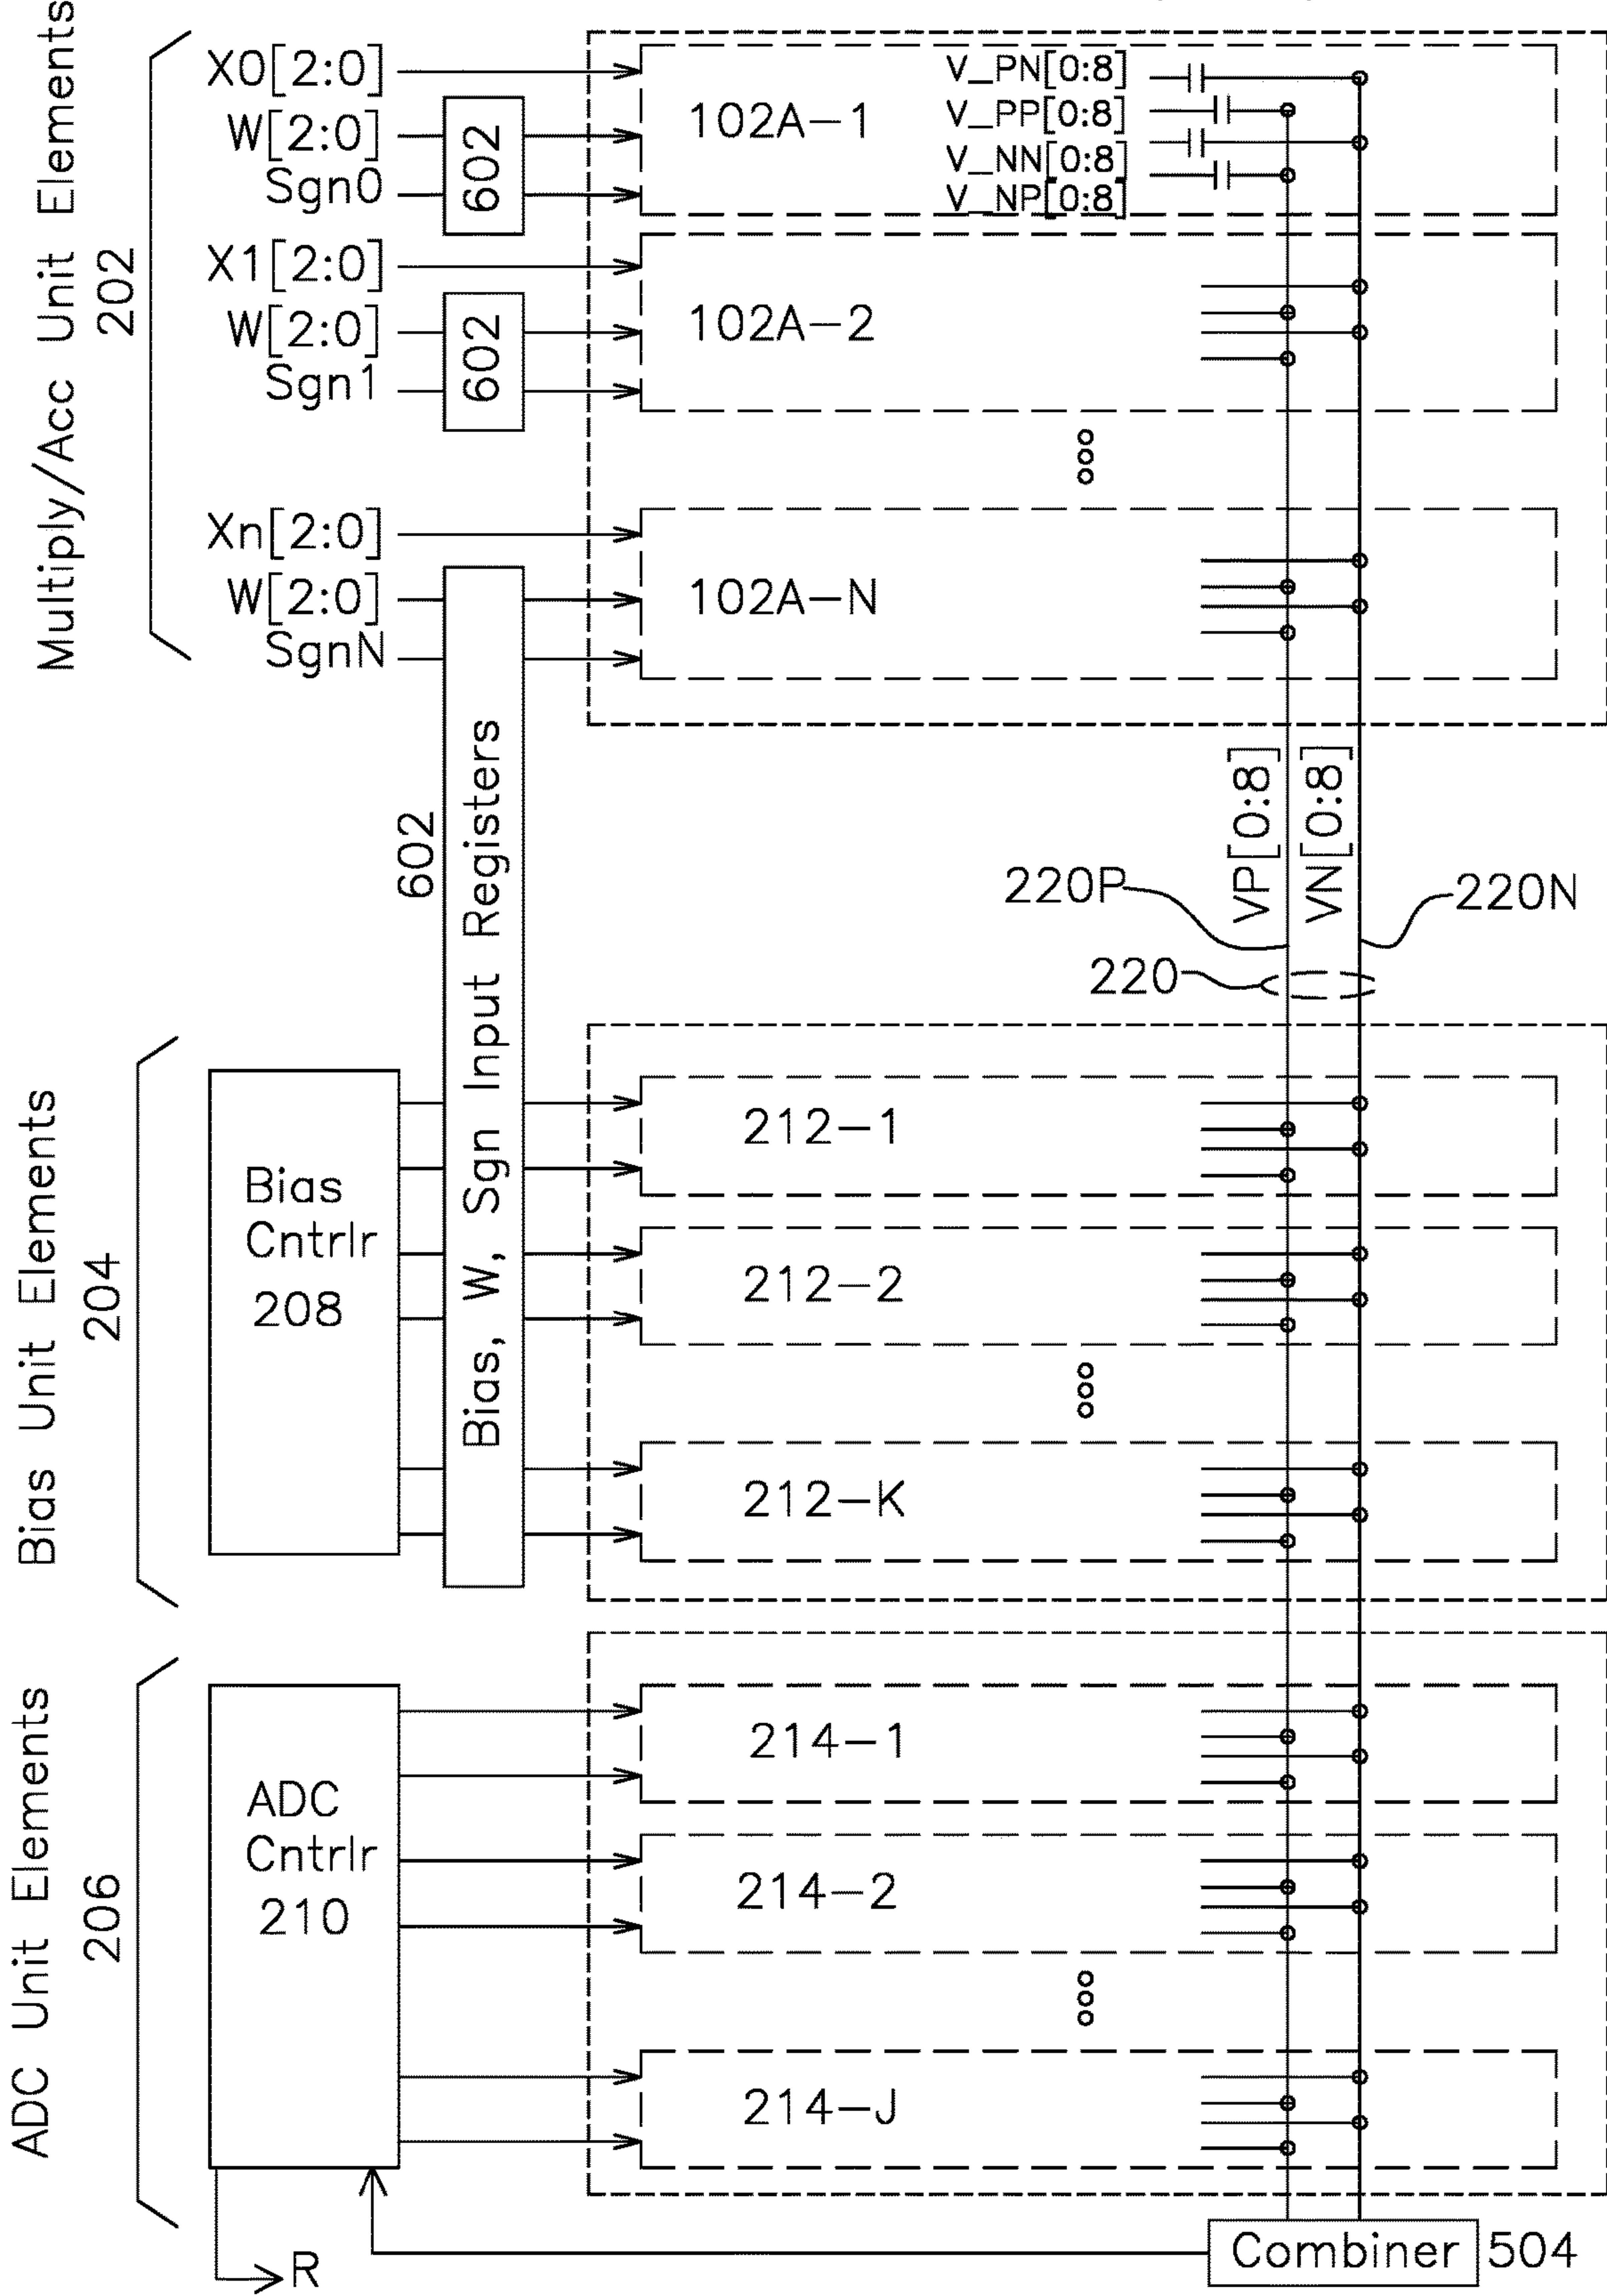 Multiply/Acc Unit Elements
202
X0[2:0]
W[2:0]
Sgn0
602
102A-1
V_PN[0:8]
V_PP[0:8]
V_NN[0:8]
V_NP[0:8]
X1[2:0]
W[2:0]
Sgn1
602
102A-2
Xn[2:0]
W[2:0]
SgnN
102A-N
602
Bias, W, Sgn Input Registers
VP[0:8]
VN[0:8]
220P
220N
220
Bias Unit Elements
204
Bias
Cntrlr
208
212-1
212-2
212-K
ADC Unit Elements
206
ADC
Cntrlr
210
214-1
214-2
214-J
Combiner
504
R